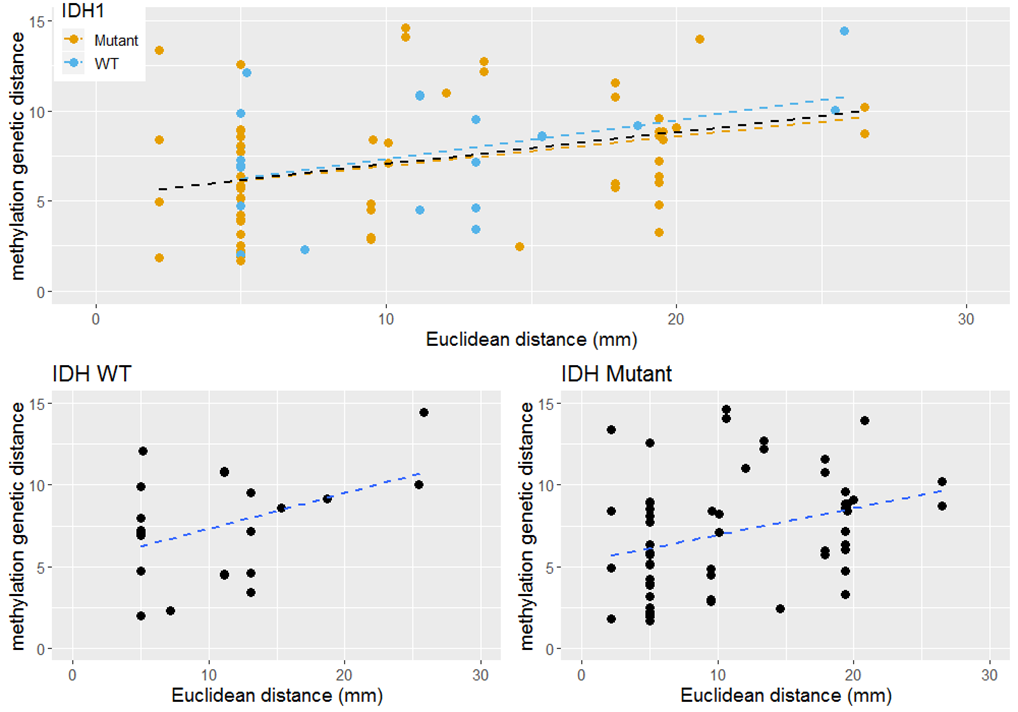 IDH1
Mutant
WT
methylation genetic distance
15
10
5
0
0 10 20 30
Euclidean distance (mm)
IDH WT
methylation genetic distance
15
10
5
0
0 10 20 30
Euclidean distance (mm)
IDH Mutant
methylation genetic distance
15
10
5
0
0 10 20 30
Euclidean distance (mm)